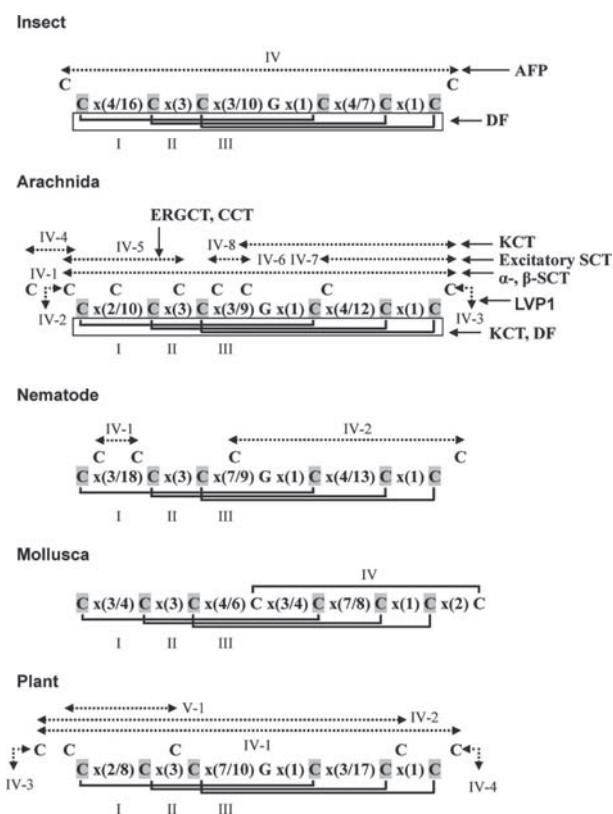 Insect
IV
AFP
C C
C x(4/16) C x(3) C x(3/10) G x(1) C x(4/7) C x(1) C
DF
I II III
Arachnida
ERGCT, CCT
IV-4
IV-5 IV-8 IV-6 IV-7
KCT
Excitatory SCT
IV-1
α-, β-SCT
C C C C C C C C
LVP1
IV-2 IV-3
C x(2/10) C x(3) C x(3/9) G x(1) C x(4/12) C x(1) C
KCT, DF
I II III
Nematode
IV-1 IV-2
C C C C
C x(3/18) C x(3) C x(7/9) G x(1) C x(4/13) C x(1) C
I II III
Mollusca
IV
C x(3/4) C x(3) C x(4/6) C x(3/4) C x(7/8) C x(1) C x(2) C
I II III
Plant
V-1
IV-2
C C C IV-1 C C
IV-3 IV-4
C x(2/8) C x(3) C x(7/10) G x(1) C x(3/17) C x(1) C
I II III